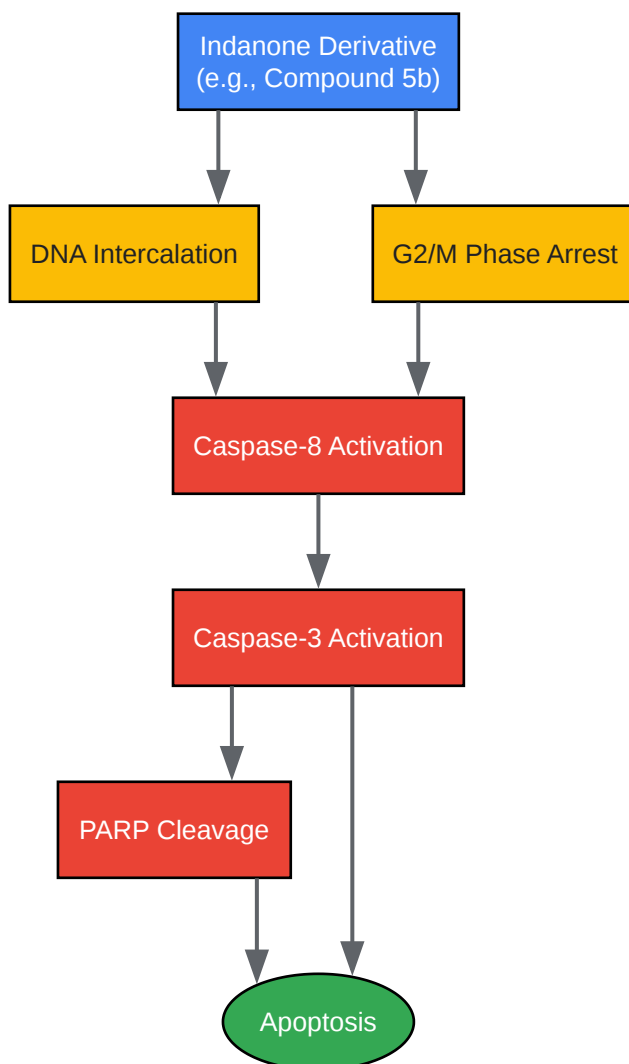 Indanone Derivative
(e.g., Compound 5b)
DNA Intercalation
G2/M Phase Arrest
Caspase-8 Activation
Caspase-3 Activation
PARP Cleavage
Apoptosis